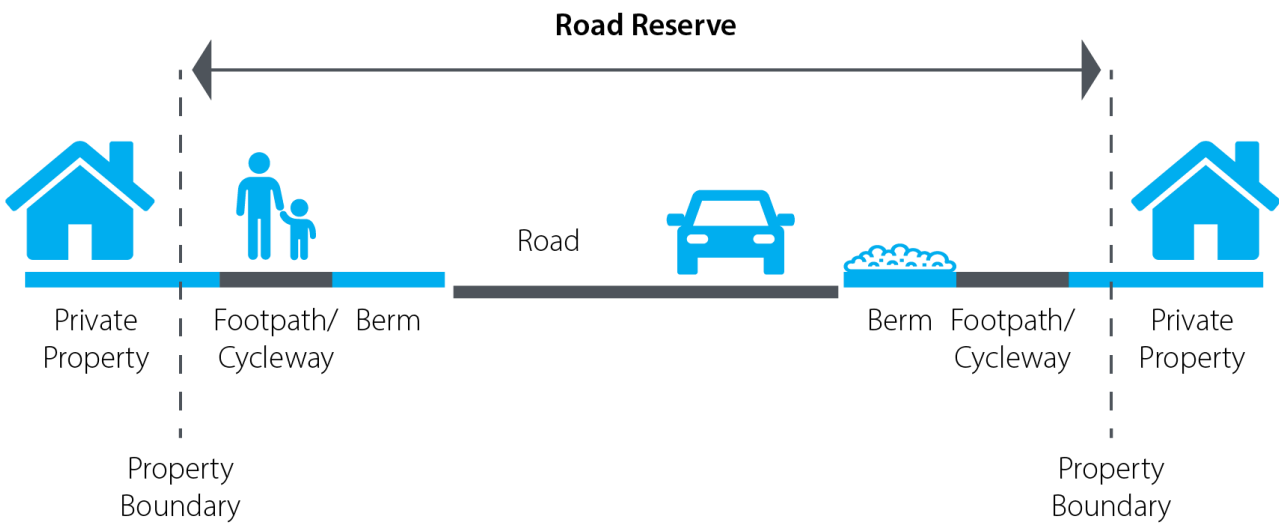 Road Reserve
Road
Private
Property
Footpath/
Cycleway
Berm
Berm
Footpath/
Cycleway
Private
Property
Property
Boundary
Property
Boundary